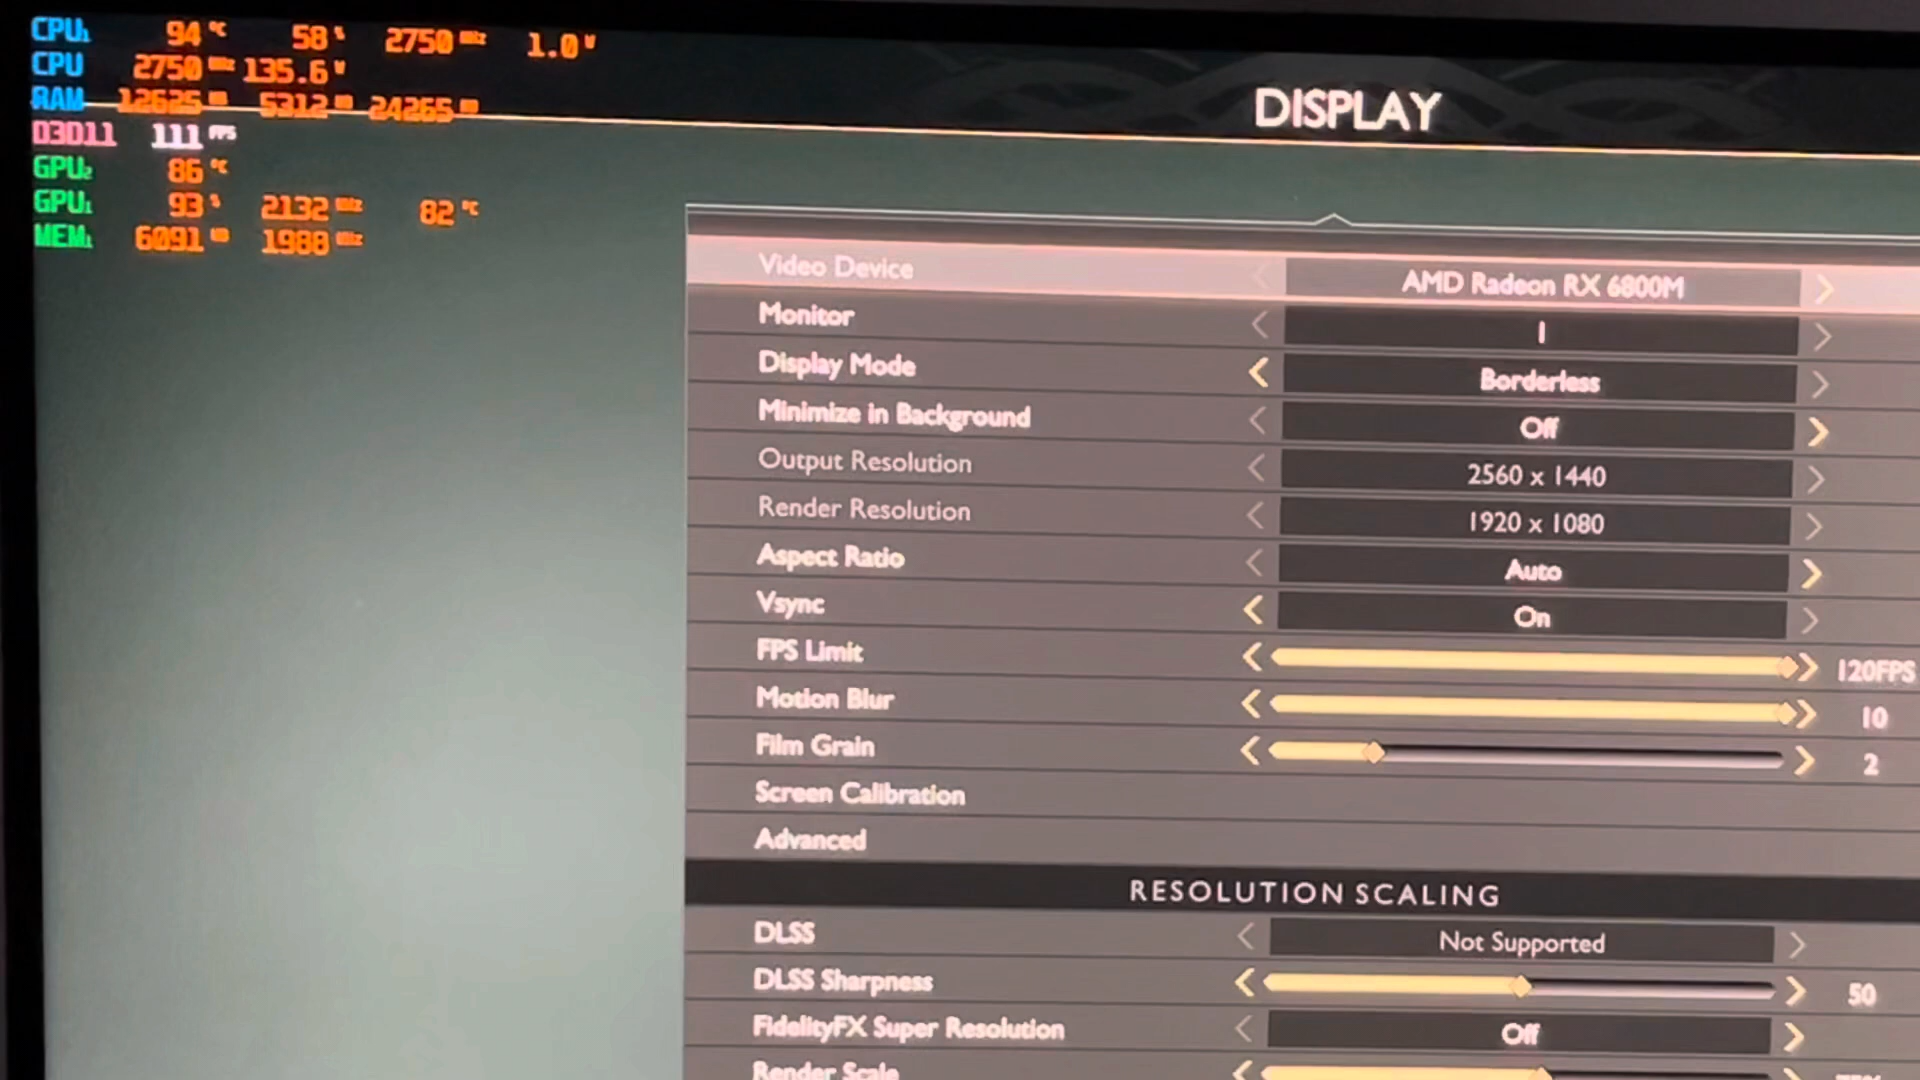 CPU1 94 °C 58 % 2750 MHz 1.0 V
CPU 2750 MHz 135.6 W
RAM 12625 MB 5312 MB 24265 MB
D3D11 111 FPS
GPU2 86 °C
GPU1 93 % 2132 MHz 82 °C
MEM1 6091 MB 1988 MHz
DISPLAY
Video Device AMD Radeon RX 6800M
Monitor 1
Display Mode Borderless
Minimize in Background Off
Output Resolution 2560 x 1440
Render Resolution 1920 x 1080
Aspect Ratio Auto
Vsync On
FPS Limit 120FPS
Motion Blur 10
Film Grain 2
Screen Calibration
Advanced
RESOLUTION SCALING
DLSS Not Supported
DLSS Sharpness 50
FidelityFX Super Resolution Off
Render Scale